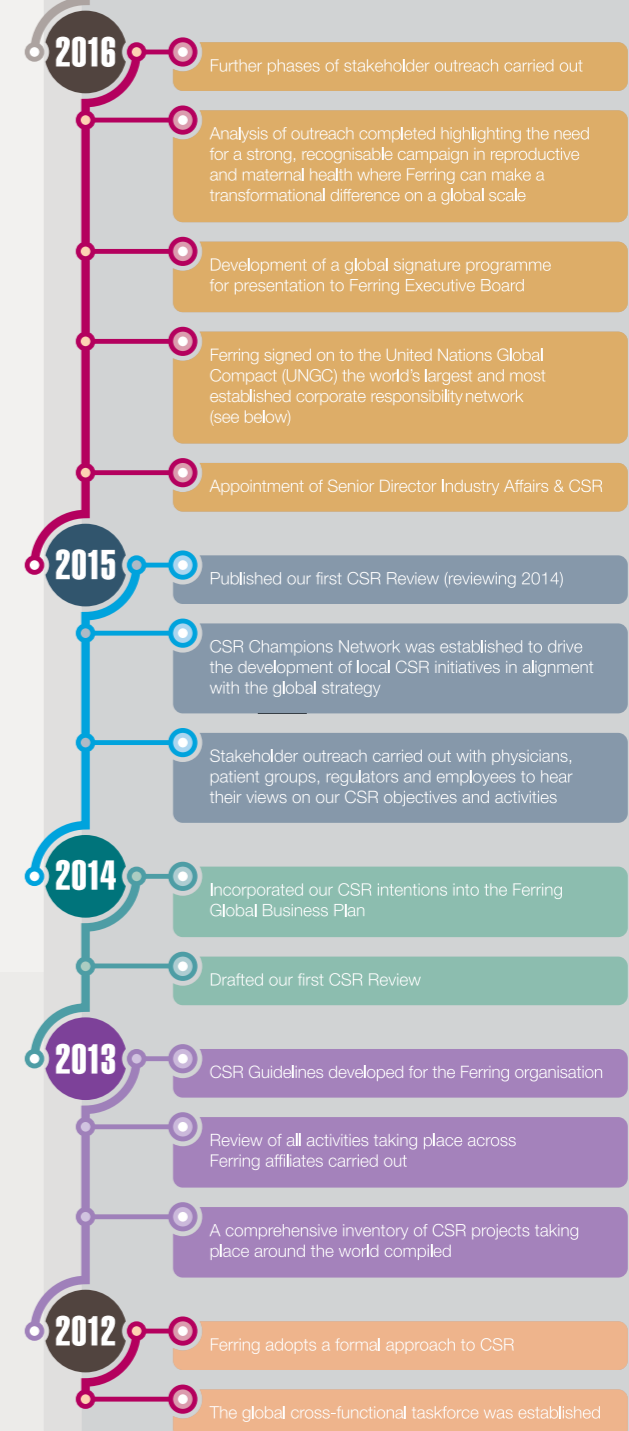 2016
Further phases of stakeholder outreach carried out
Analysis of outreach completed highlighting the need
for a strong, recognisable campaign in reproductive
and maternal health where Ferring can make a
transformational difference on a global scale
Development of a global signature programme
for presentation to Ferring Executive Board
Ferring signed on to the United Nations Global
Compact (UNGC) the world's largest and most
established corporate responsibility network
(see below)
Appointment of Senior Director Industry Affairs & CSR
2015
Published our first CSR Review (reviewing 2014)
CSR Champions Network was established to drive
the development of local CSR initiatives in alignment
with the global strategy
Stakeholder outreach carried out with physicians,
patient groups, regulators and employees to hear
their views on our CSR objectives and activities
2014
Incorporated our CSR intentions into the Ferring
Global Business Plan
Drafted our first CSR Review
2013
CSR Guidelines developed for the Ferring organisation
Review of all activities taking place across
Ferring affiliates carried out
A comprehensive inventory of CSR projects taking
place around the world compiled
2012
Ferring adopts a formal approach to CSR
The global cross-functional taskforce was established